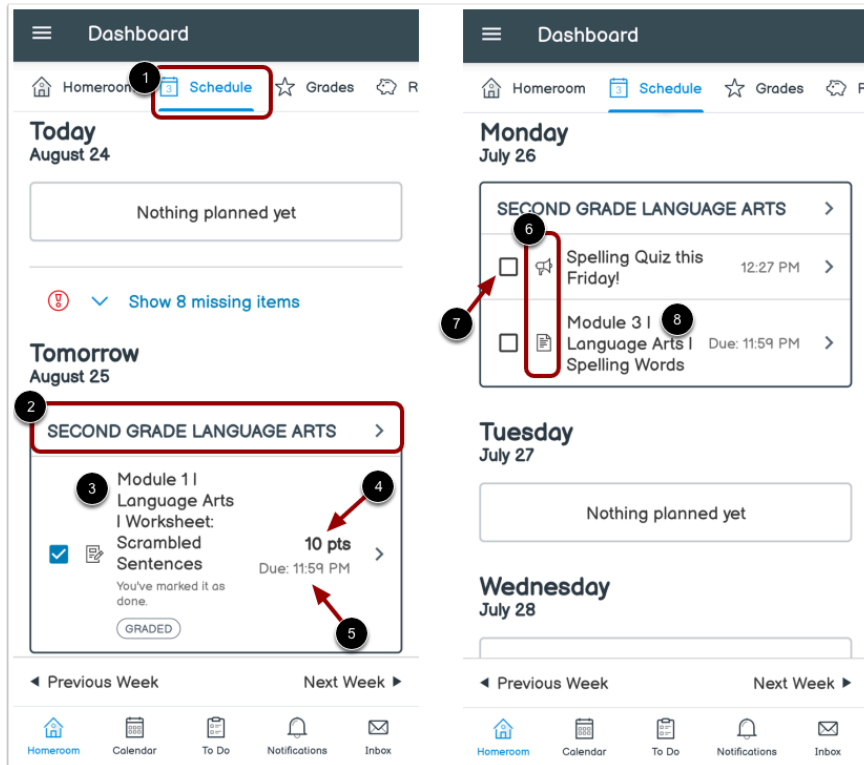 Dashboard
Homeroom
1
3
Schedule
Grades
R
Today
August 24
Nothing planned yet
Show 8 missing items
Tomorrow
August 25
2
SECOND GRADE LANGUAGE ARTS
3
Module 1 |
Language Arts
| Worksheet:
Scrambled
Sentences
You've marked it as
done.
GRADED
4
10 pts
Due: 11:59 PM
5
Previous Week
Next Week
Homeroom
Calendar
To Do
Notifications
Inbox
Dashboard
Homeroom
3
Schedule
Grades
Monday
July 26
SECOND GRADE LANGUAGE ARTS
6
Spelling Quiz this
Friday!
12:27 PM
7
Module 3 |
8
Language Arts |
Spelling Words
Due: 11:59 PM
Tuesday
July 27
Nothing planned yet
Wednesday
July 28
Previous Week
Next Week
Homeroom
Calendar
To Do
Notifications
Inbox